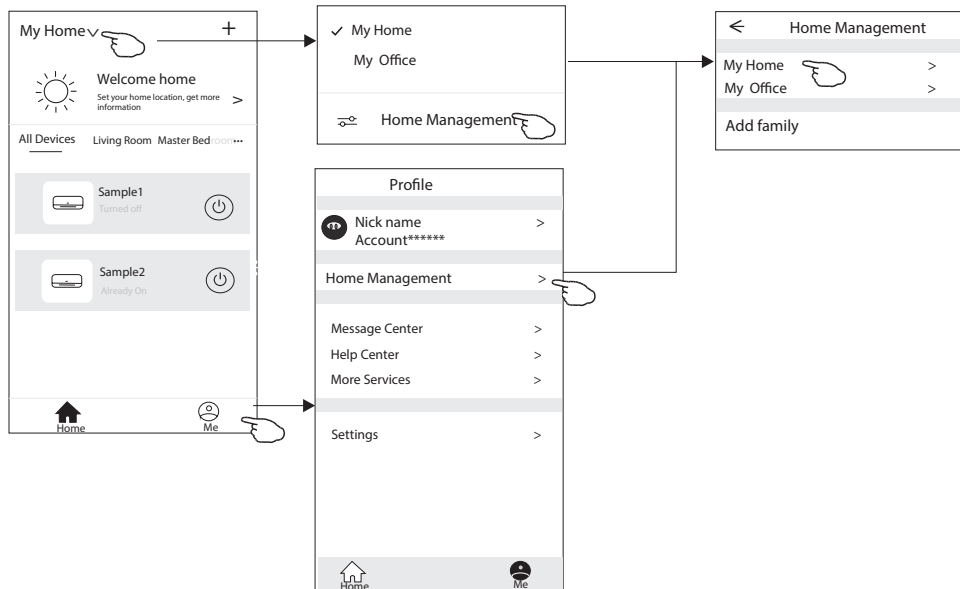 My Home
+
Welcome home
Set your home location, get more
information
>
All Devices Living Room Master Bedroom...
Sample1
Turned off
Sample2
Already On
Home
Me
✓ My Home
My Office
Home Management
Profile
Nick name >
Account******
Home Management >
Message Center >
Help Center >
More Services >
Settings >
Home
Me
Home Management
My Home >
My Office >
Add family